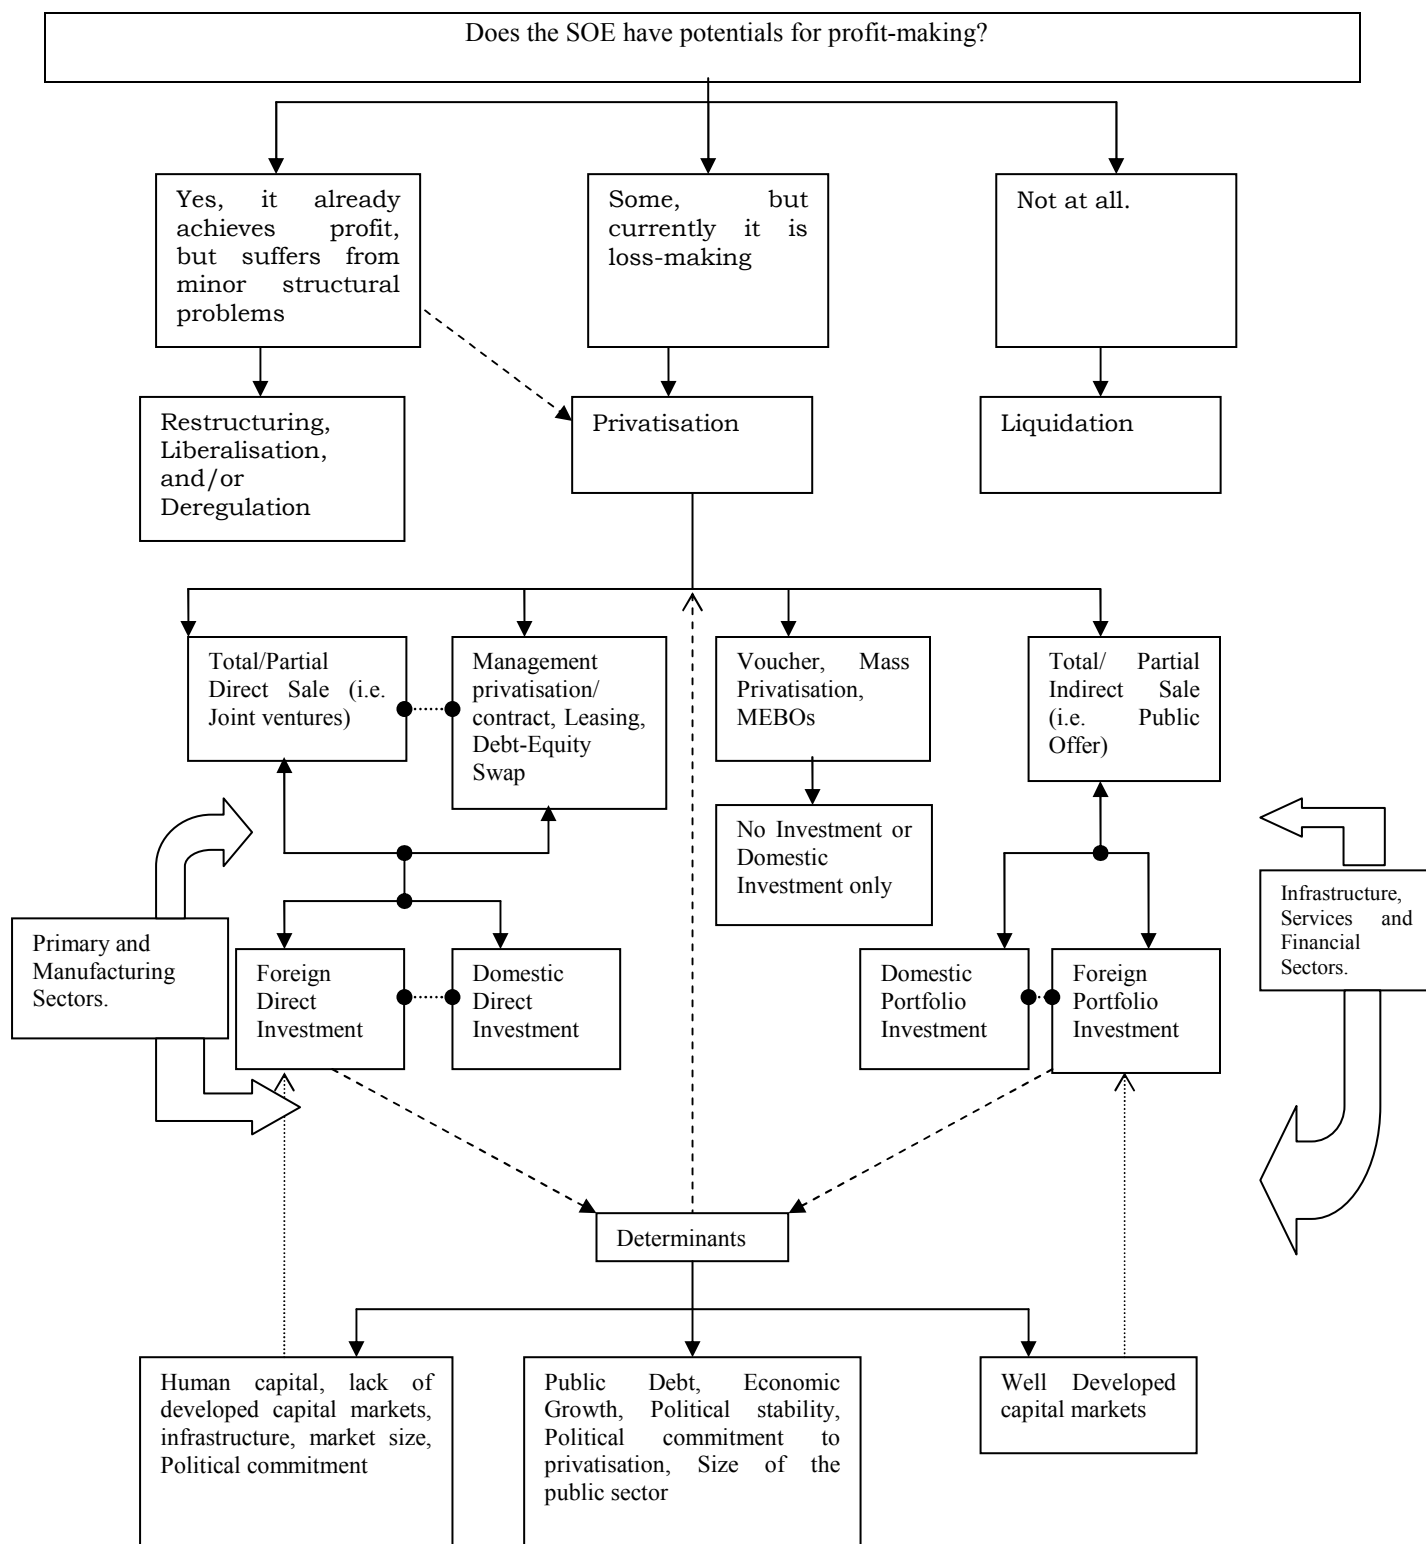 Does the SOE have potentials for profit-making?
Yes, it already
achieves profit,
but suffers from
minor structural
problems
Some, but
currently it is
loss-making
Not at all.
Restructuring,
Liberalisation,
and/or
Deregulation
Privatisation
Liquidation
Total/Partial
Direct Sale (i.e.
Joint ventures)
Management
privatisation/
contract, Leasing,
Debt-Equity
Swap
Voucher, Mass
Privatisation,
MEBOs
Total/ Partial
Indirect Sale
(i.e. Public
Offer)
No Investment or
Domestic
Investment only
Primary and
Manufacturing
Sectors.
Foreign
Direct
Investment
Domestic
Direct
Investment
Domestic
Portfolio
Investment
Foreign
Portfolio
Investment
Infrastructure,
Services and
Financial
Sectors.
Determinants
Human capital, lack of
developed capital markets,
infrastructure, market size,
Political commitment
Public Debt, Economic
Growth, Political stability,
Political commitment to
privatisation, Size of the
public sector
Well Developed
capital markets